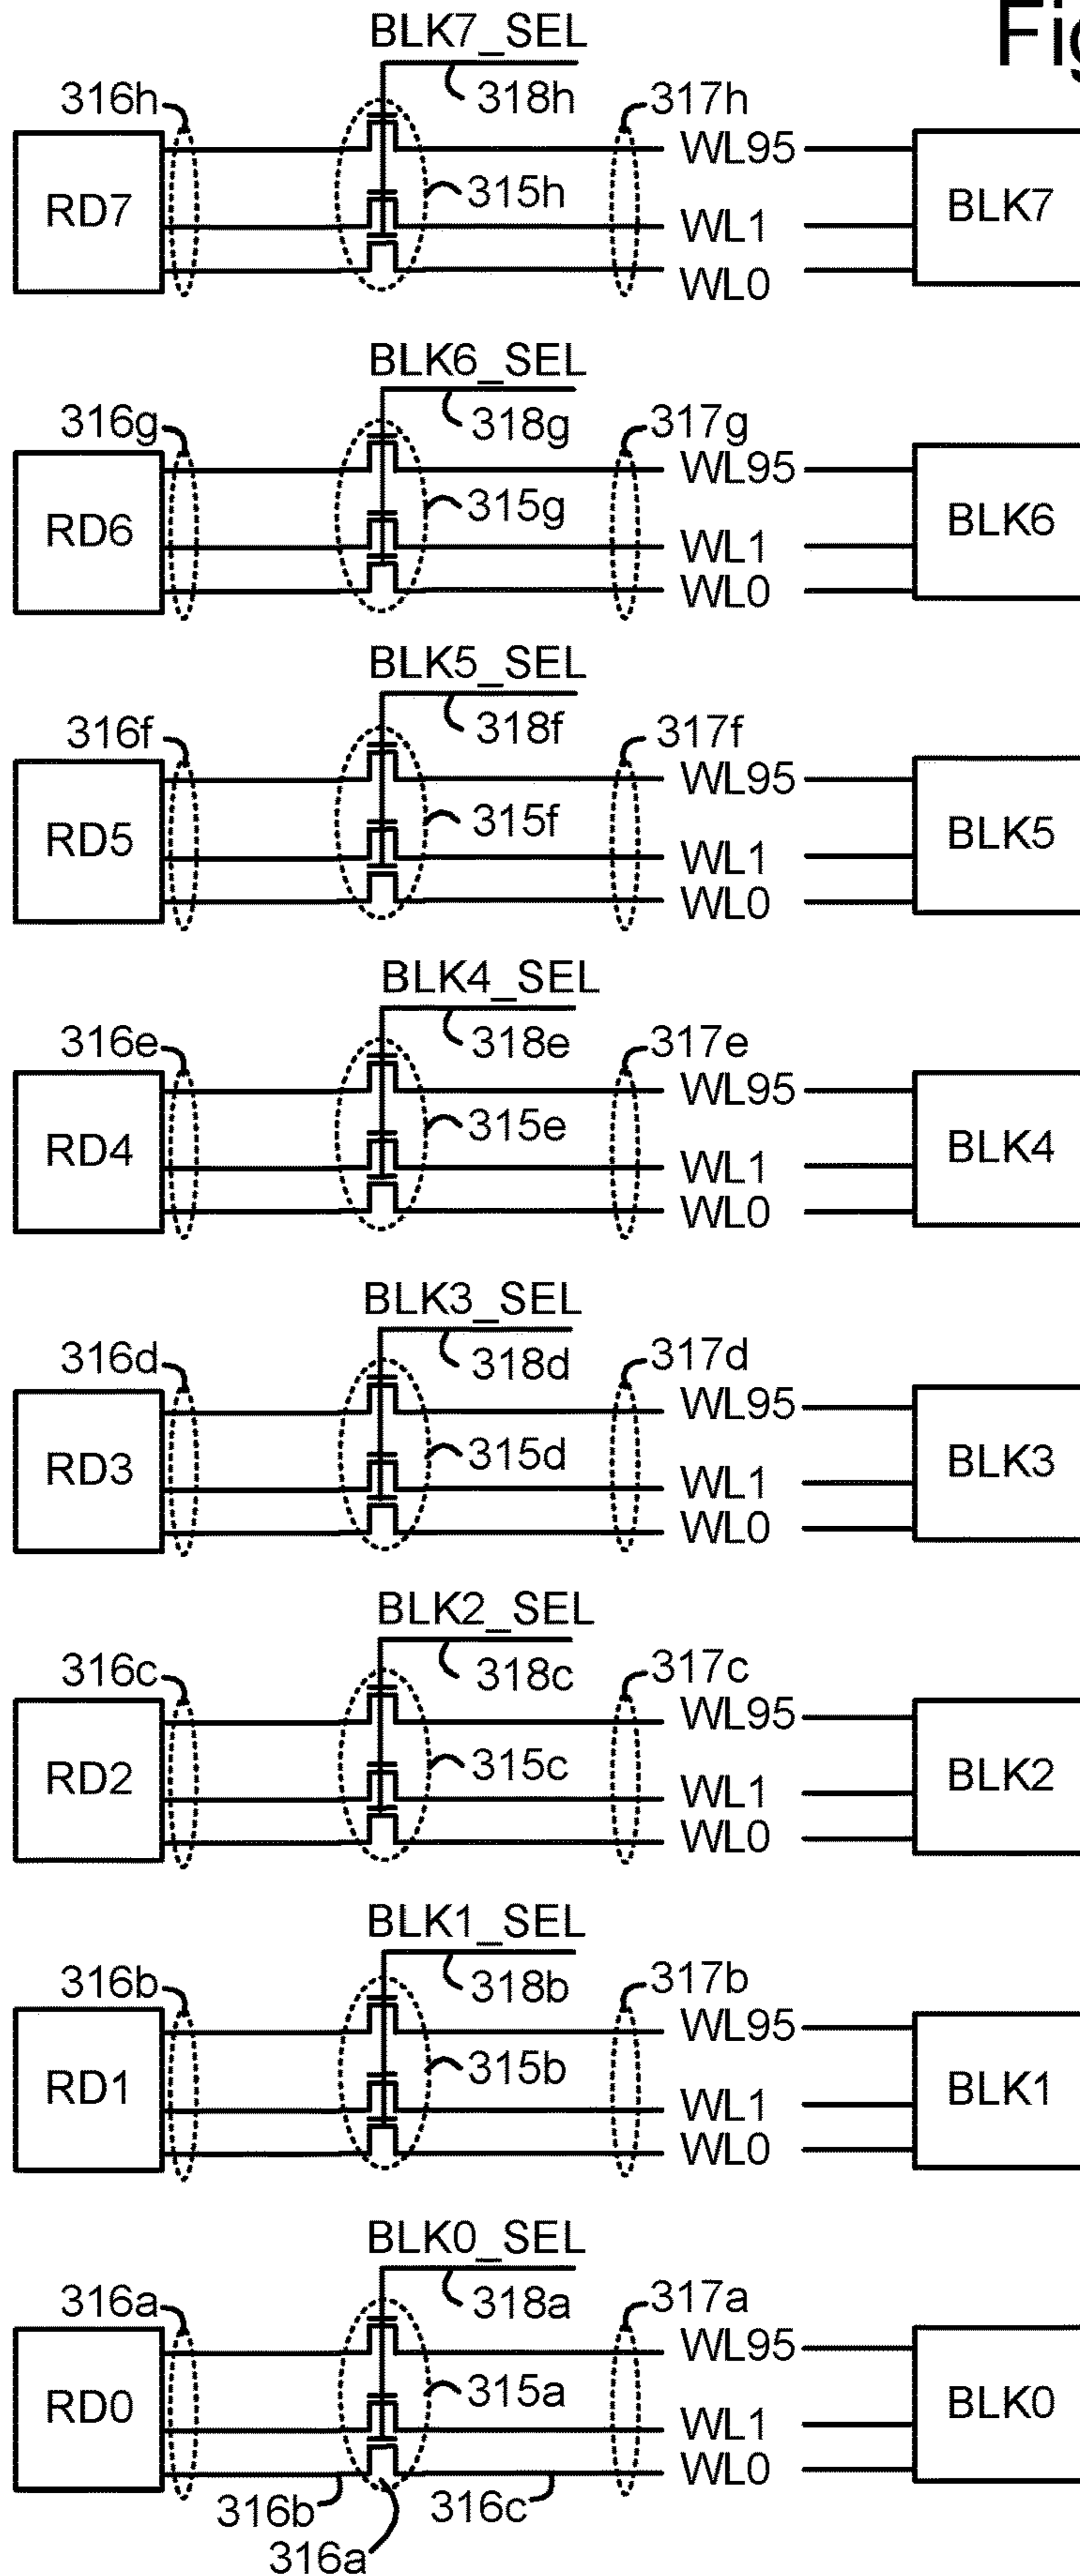 Fig
BLK7_SEL
316h 318h 317h
WL95
RD7 315h BLK7
WL1
WL0
BLK6_SEL
316g 318g 317g
WL95
RD6 315g BLK6
WL1
WL0
BLK5_SEL
316f 318f 317f
WL95
RD5 315f BLK5
WL1
WL0
BLK4_SEL
316e 318e 317e
WL95
RD4 315e BLK4
WL1
WL0
BLK3_SEL
316d 318d 317d
WL95
RD3 315d BLK3
WL1
WL0
BLK2_SEL
316c 318c 317c
WL95
RD2 315c BLK2
WL1
WL0
BLK1_SEL
316b 318b 317b
WL95
RD1 315b BLK1
WL1
WL0
BLK0_SEL
316a 318a 317a
WL95
RD0 315a BLK0
WL1
WL0
316b 316c
316a